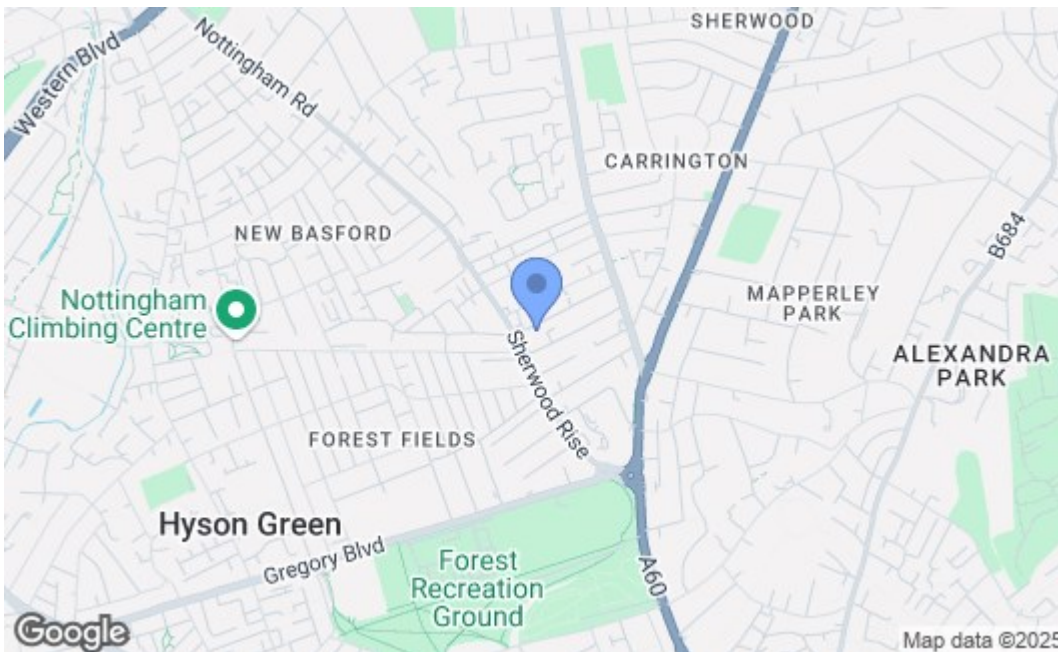 SHERWOOD
Western Blvd
Nottingham Rd
CARRINGTON
B684
NEW BASFORD
Nottingham
Climbing Centre
MAPPERLEY
PARK
Sherwood Rise
ALEXANDRA
PARK
FOREST FIELDS
Hyson Green
Gregory Blvd
Forest
Recreation
Ground
A60
Google
Map data ©2025